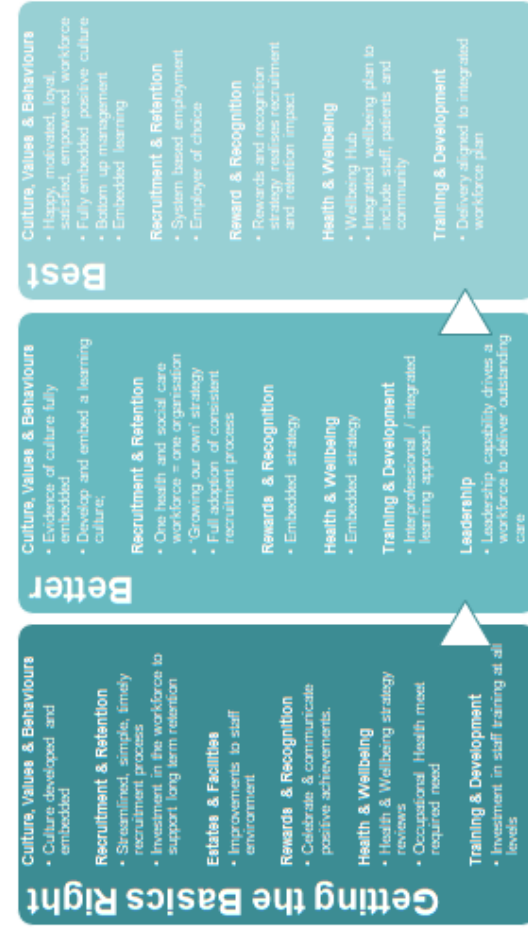 Getting the Basics Right
Culture, Values & Behaviours
• Culture developed and
embedded
Recruitment & Retention
• Streamlined, simple, timely
recruitment process
• Investment in the workforce to
support long term retention
Estates & Facilities
• Improvements to staff
environment
Rewards & Recognition
• Celebrate & communicate
positive achievements.
Health & Wellbeing
• Health & Wellbeing strategy
reviews
• Occupational Health meet
required need
Training & Development
• Investment in staff training at all
levels
Better
Culture, Values & Behaviours
• Evidence of culture fully
embedded
• Develop and embed a learning
culture;
Recruitment & Retention
• One health and social care
workforce = one organisation
• 'Growing our own' strategy
• Full adoption of consistent
recruitment process
Rewards & Recognition
• Embedded strategy
Health & Wellbeing
• Embedded strategy
Training & Development
• Interprofessional / integrated
learning approach
Leadership
• Leadership capability drives a
workforce to deliver outstanding
care
Best
Culture, Values & Behaviours
• Happy, motivated, loyal,
satisfied, empowered workforce
• Fully embedded positive culture
• Bottom up management
• Embedded learning
Recruitment & Retention
• System based employment
• Employer of choice
Reward & Recognition
• Rewards and recognition
strategy realises recruitment
and retention impact
Health & Wellbeing
• Wellbeing Hub
• Integrated wellbeing plan to
include staff, patients and
community
Training & Development
• Delivery aligned to integrated
workforce plan